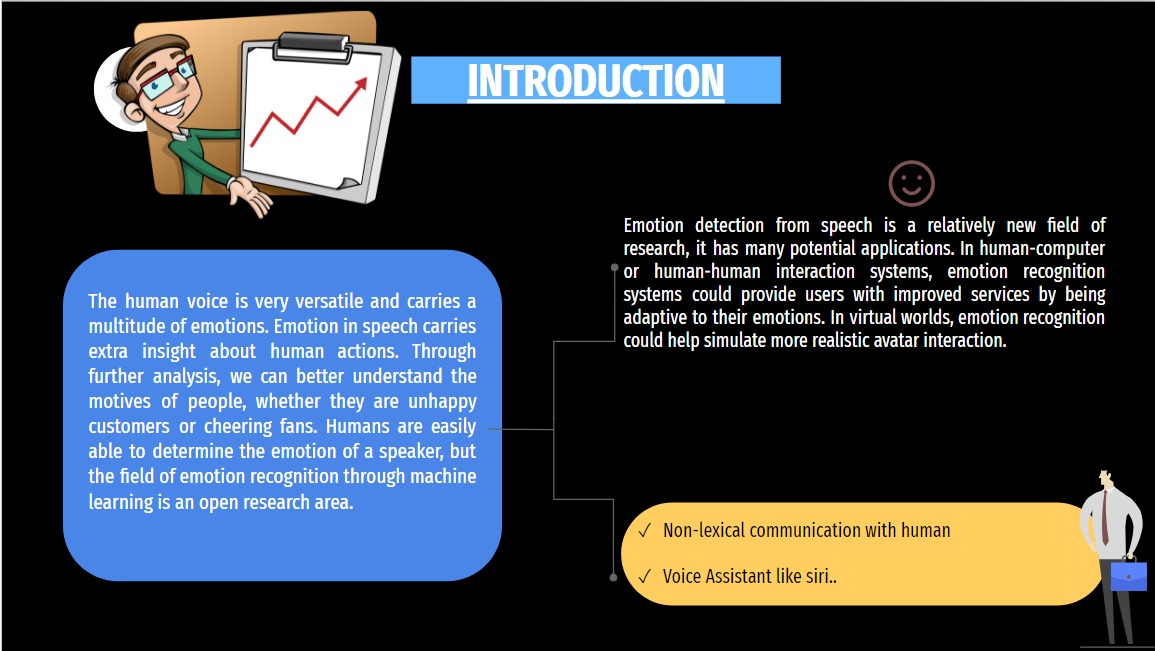 INTRODUCTION
The human voice is very versatile and carries a
multitude of emotions. Emotion in speech carries
extra insight about human actions. Through
further analysis, we can better understand the
motives of people, whether they are unhappy
customers or cheering fans. Humans are easily
able to determine the emotion of a speaker, but
the field of emotion recognition through machine
learning is an open research area.
Emotion detection from speech is a relatively new field of
research, it has many potential applications. In human-computer
or human-human interaction systems, emotion recognition
systems could provide users with improved services by being
adaptive to their emotions. In virtual worlds, emotion recognition
could help simulate more realistic avatar interaction.
✓ Non-lexical communication with human
✓ Voice Assistant like siri..